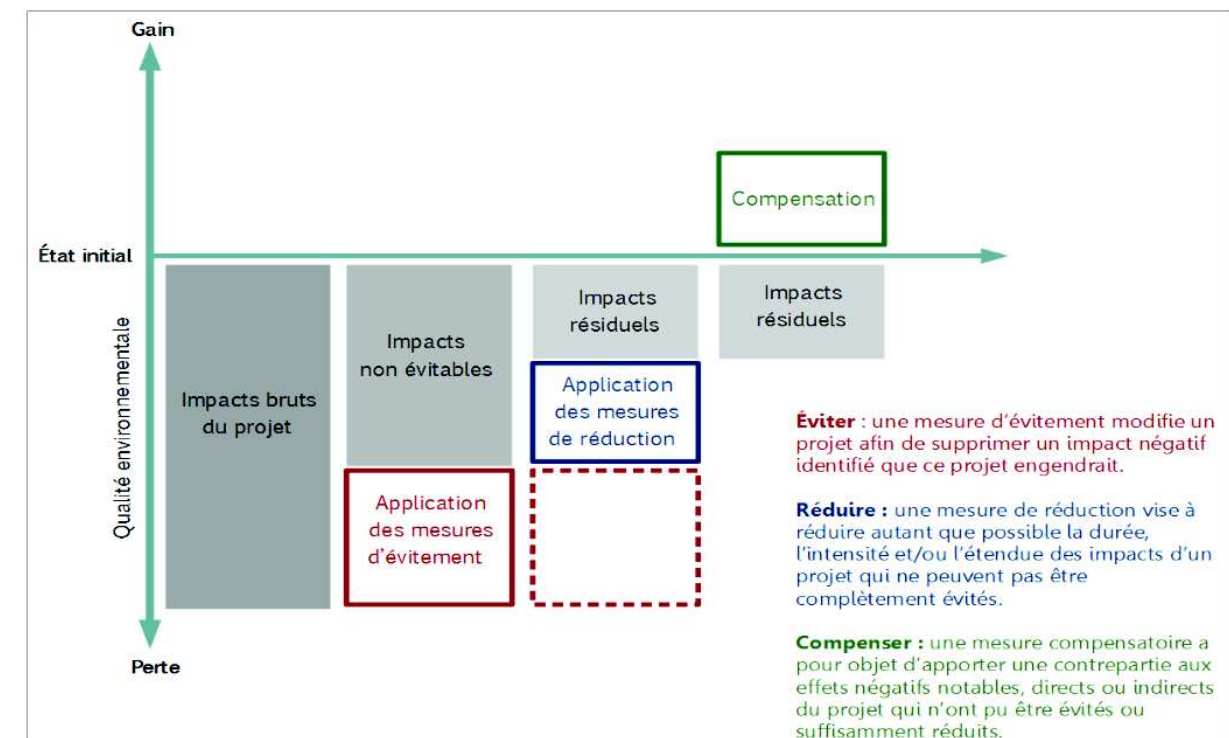 Gain
Compensation
État initial
Impacts
résiduels
Impacts
résiduels
Impacts
non évitables
Impacts bruts
du projet
Application
des mesures
de réduction
Application
des mesures
d'évitement
Qualité environnementale
Perte
Éviter : une mesure d'évitement modifie un
projet afin de supprimer un impact négatif
identifié que ce projet engendrait.
Réduire : une mesure de réduction vise à
réduire autant que possible la durée,
l'intensité et/ou l'étendue des impacts d'un
projet qui ne peuvent pas être
complètement évités.
Compenser : une mesure compensatoire a
pour objet d'apporter une contrepartie aux
effets négatifs notables, directs ou indirects
du projet qui n'ont pu être évités ou
suffisamment réduits.